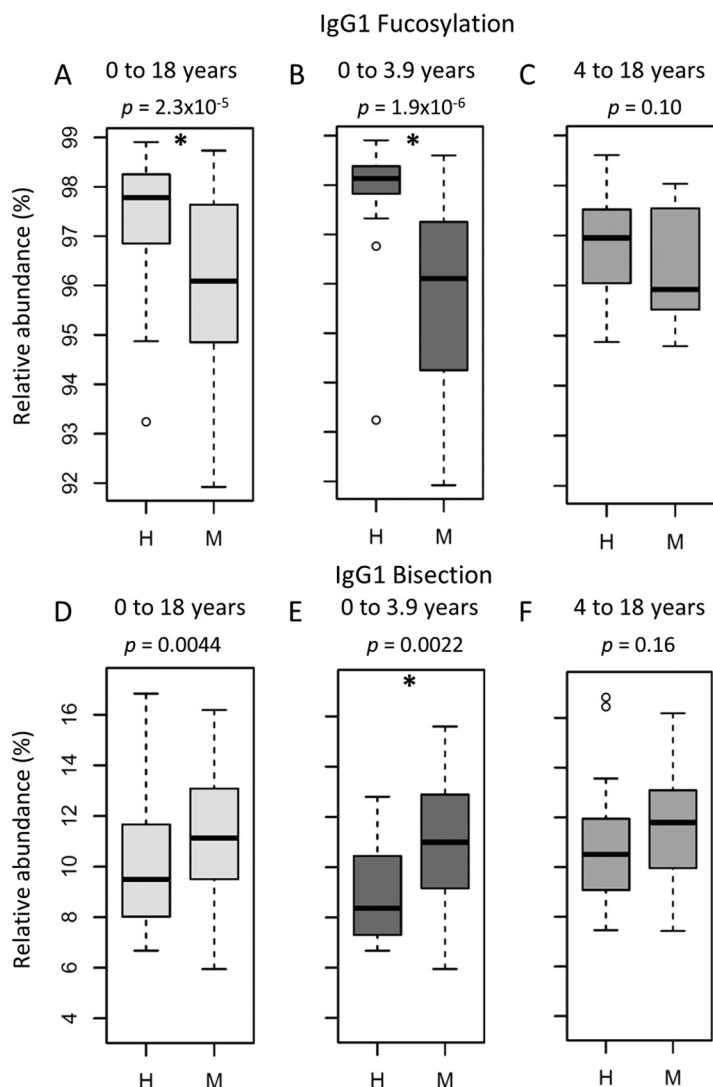 IgG1 Fucosylation
A 0 to 18 years B 0 to 3.9 years C 4 to 18 years
p = 2.3x10-5 p = 1.9x10-6 p = 0.10
* *
Relative abundance (%)
99
98
97
96
95
94
93
92
H M H M H M
IgG1 Bisection
D 0 to 18 years E 0 to 3.9 years F 4 to 18 years
p = 0.0044 p = 0.0022 p = 0.16
*
Relative abundance (%)
16
14
12
10
8
6
4
H M H M H M